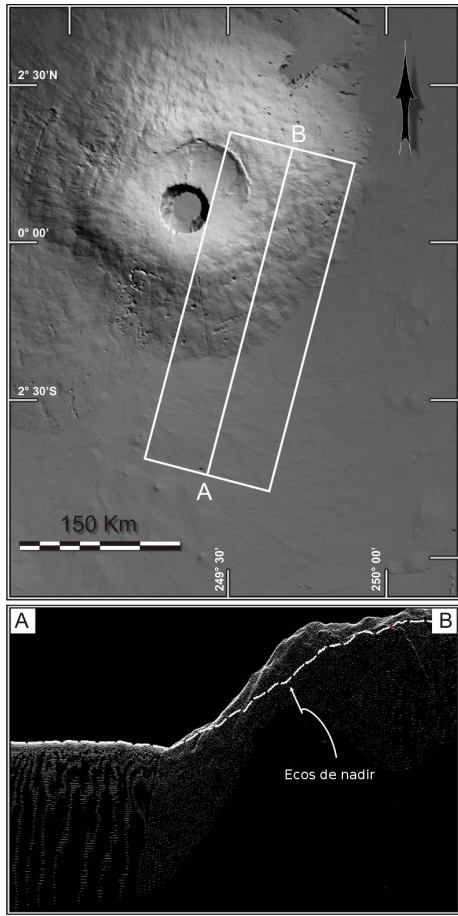 2° 30'N
B
0° 00'
2° 30'S
A
150 Km
249° 30'
250° 00'
A
B
Ecos de nadir